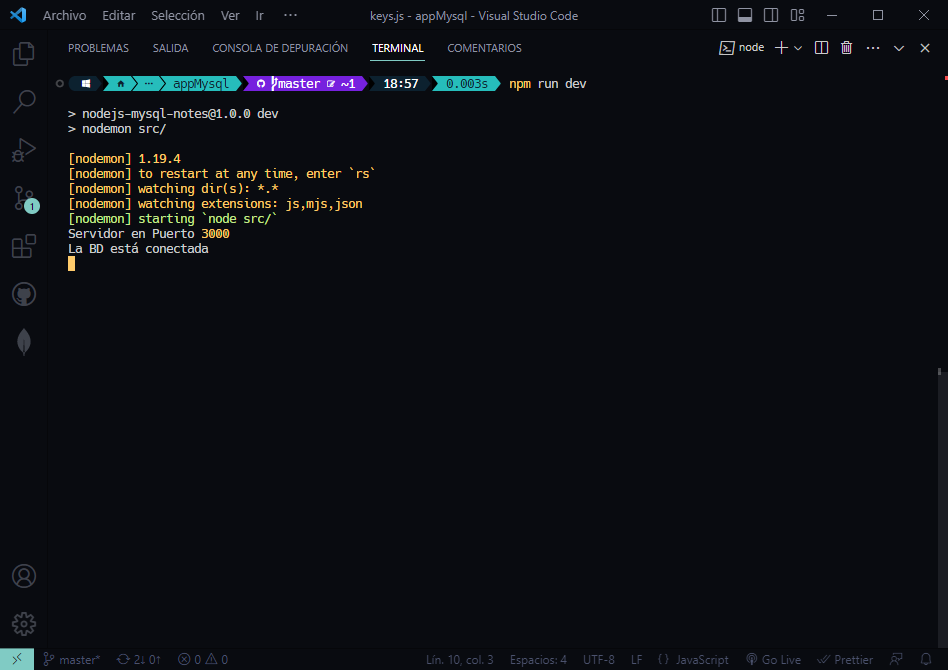 Archivo Editar Selección Ver Ir ··· keys.js - appMysql - Visual Studio Code
PROBLEMAS SALIDA CONSOLA DE DEPURACIÓN TERMINAL COMENTARIOS node
··· appMysql master ~1 18:57 0.003s npm run dev
> nodejs-mysql-notes@1.0.0 dev
> nodemon src/
[nodemon] 1.19.4
[nodemon] to restart at any time, enter `rs`
[nodemon] watching dir(s): *.*
[nodemon] watching extensions: js,mjs,json
[nodemon] starting `node src/`
Servidor en Puerto 3000
La BD está conectada
1
master* 2↓ 0↑ 0 0 Lín. 10, col. 3 Espacios: 4 UTF-8 LF {} JavaScript Go Live Prettier